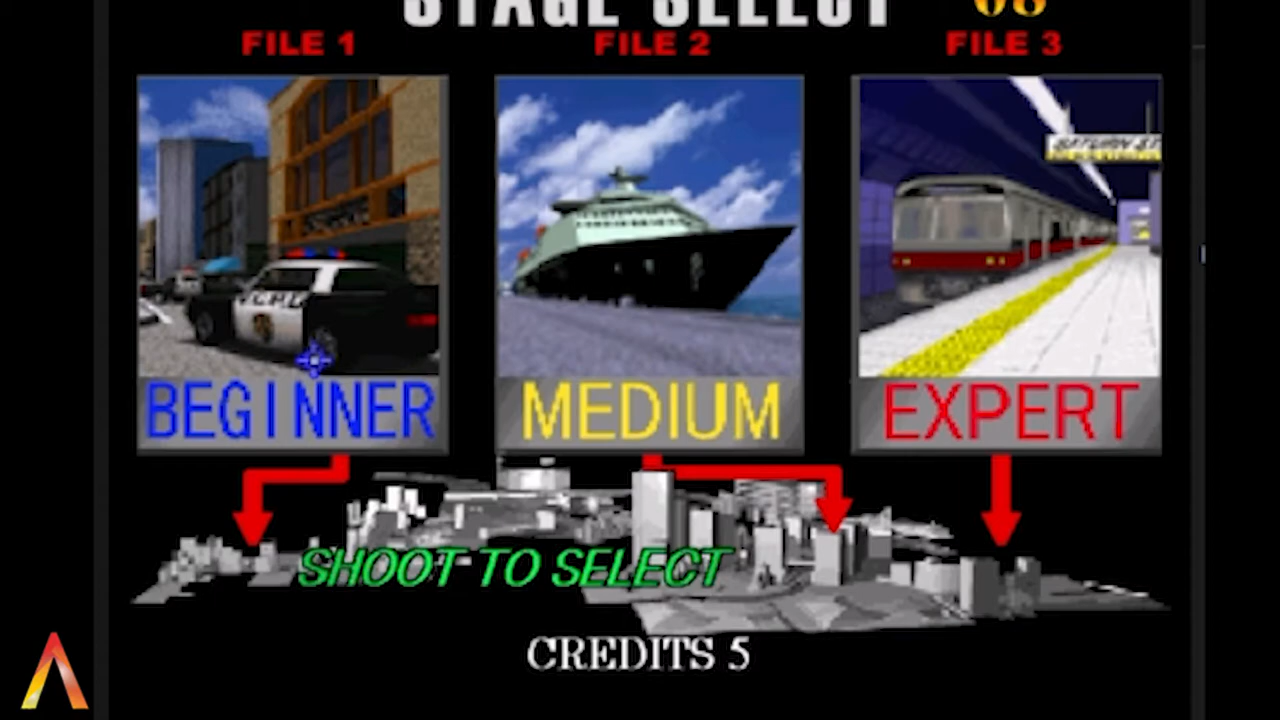 STAGE SELECT 08
FILE 1 FILE 2 FILE 3
BEGINNER MEDIUM EXPERT
SHOOT TO SELECT
CREDITS 5